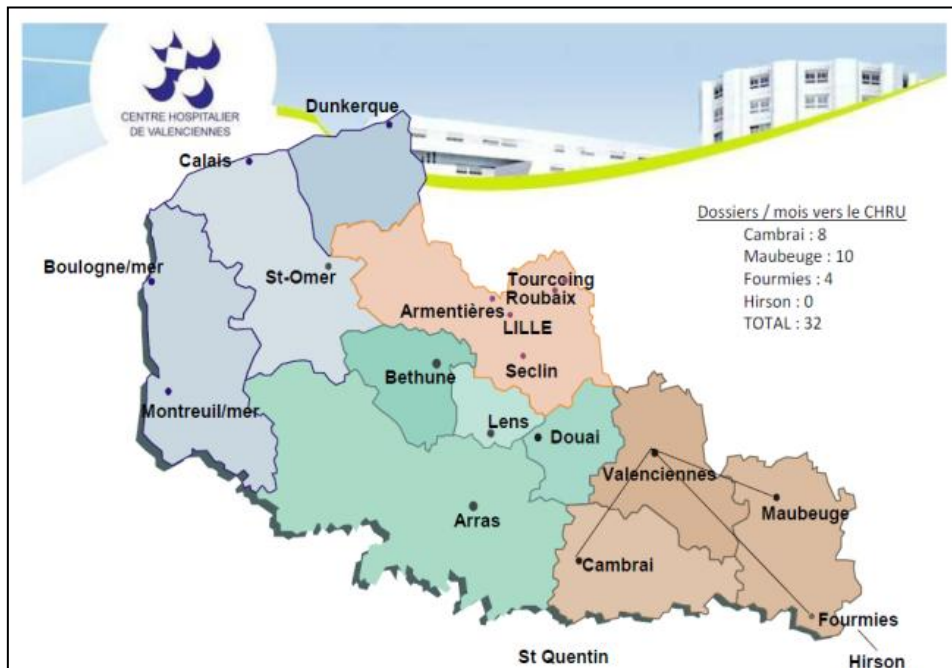 CENTRE HOSPITALIER
DE VALENCIENNES
Dunkerque
Calais
Dossiers / mois vers le CHRU
Cambrai : 8
Maubeuge : 10
Fourmies : 4
Hirson : 0
TOTAL : 32
Boulogne/mer
St-Omer
Tourcoing
Roubaix
Armentières
LILLE
Seclin
Bethune
Montreuil/mer
Lens
Douai
Valenciennes
Maubeuge
Arras
Cambrai
Fourmies
St Quentin
Hirson